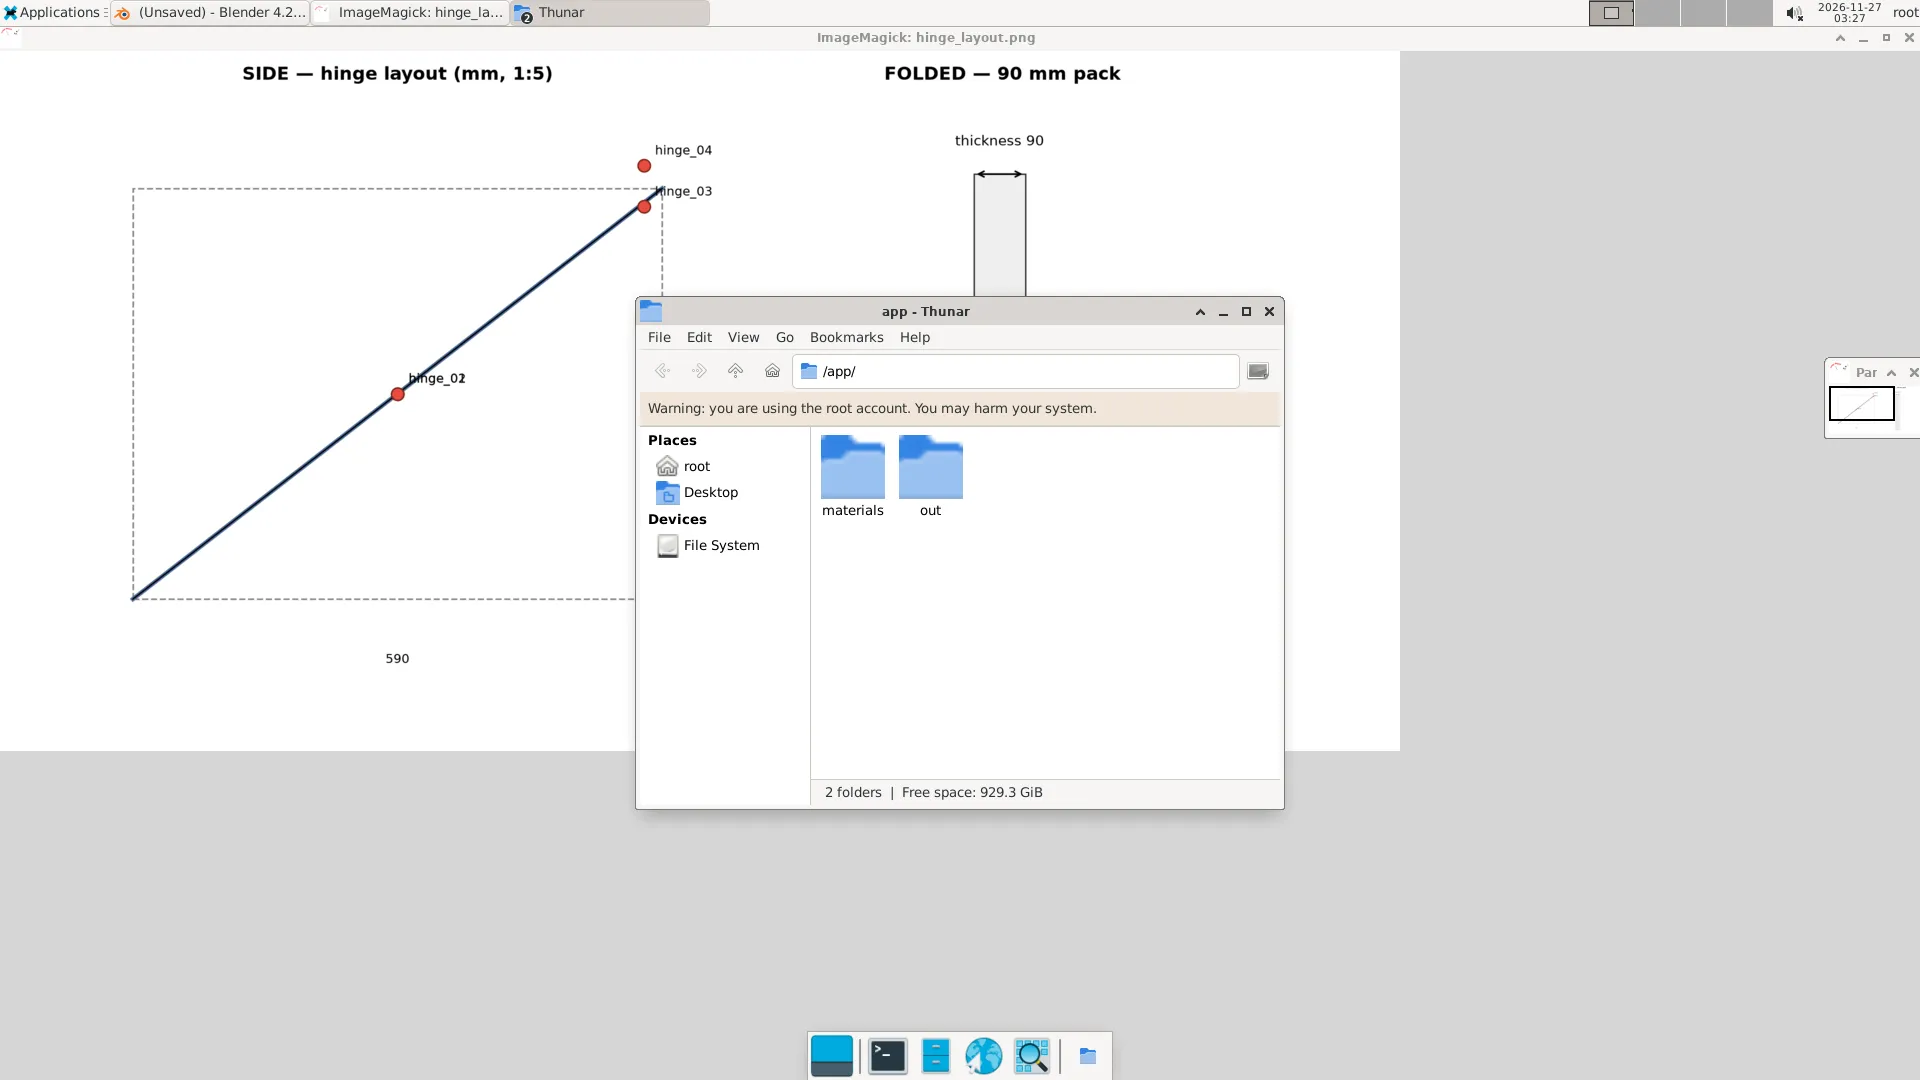 Applications
(Unsaved) - Blender 4.2...
ImageMagick: hinge_la...
2
Thunar
2026-11-27
03:27
root
ImageMagick: hinge_layout.png
SIDE — hinge layout (mm, 1:5)
FOLDED — 90 mm pack
thickness 90
hinge_04
hinge_03
590
app - Thunar
File Edit View Go Bookmarks Help
/app/
Warning: you are using the root account. You may harm your system.
Places
root
Desktop
Devices
File System
materials
out
2 folders | Free space: 929.3 GiB
Par